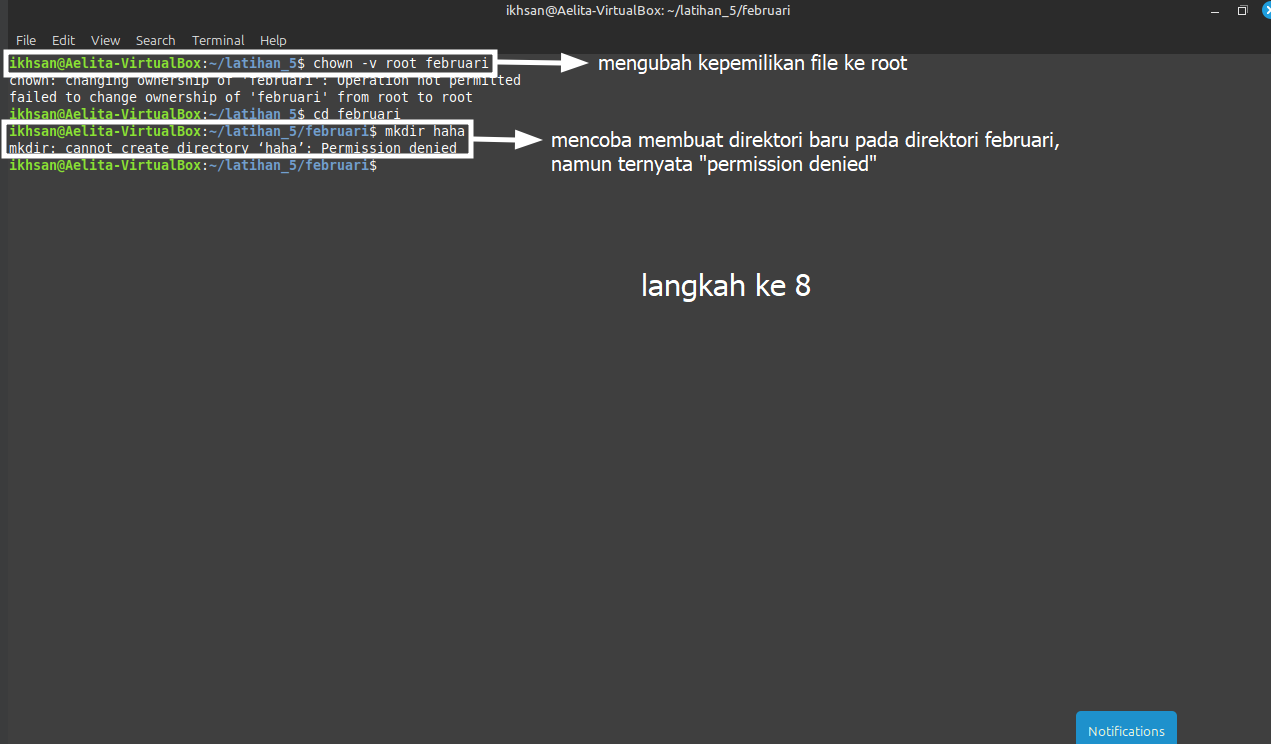 ikhsan@Aelita-VirtualBox: ~/latihan_5/februari
File Edit View Search Terminal Help
ikhsan@Aelita-VirtualBox:~/latihan_5$ chown -v root februari
mengubah kepemilikan file ke root
chown: changing ownership of 'februari': Operation not permitted
failed to change ownership of 'februari' from root to root
ikhsan@Aelita-VirtualBox:~/latihan_5$ cd februari
ikhsan@Aelita-VirtualBox:~/latihan_5/februari$ mkdir haha
mkdir: cannot create directory ‘haha’: Permission denied
mencoba membuat direktori baru pada direktori februari,
namun ternyata "permission denied"
ikhsan@Aelita-VirtualBox:~/latihan_5/februari$
langkah ke 8
Notifications